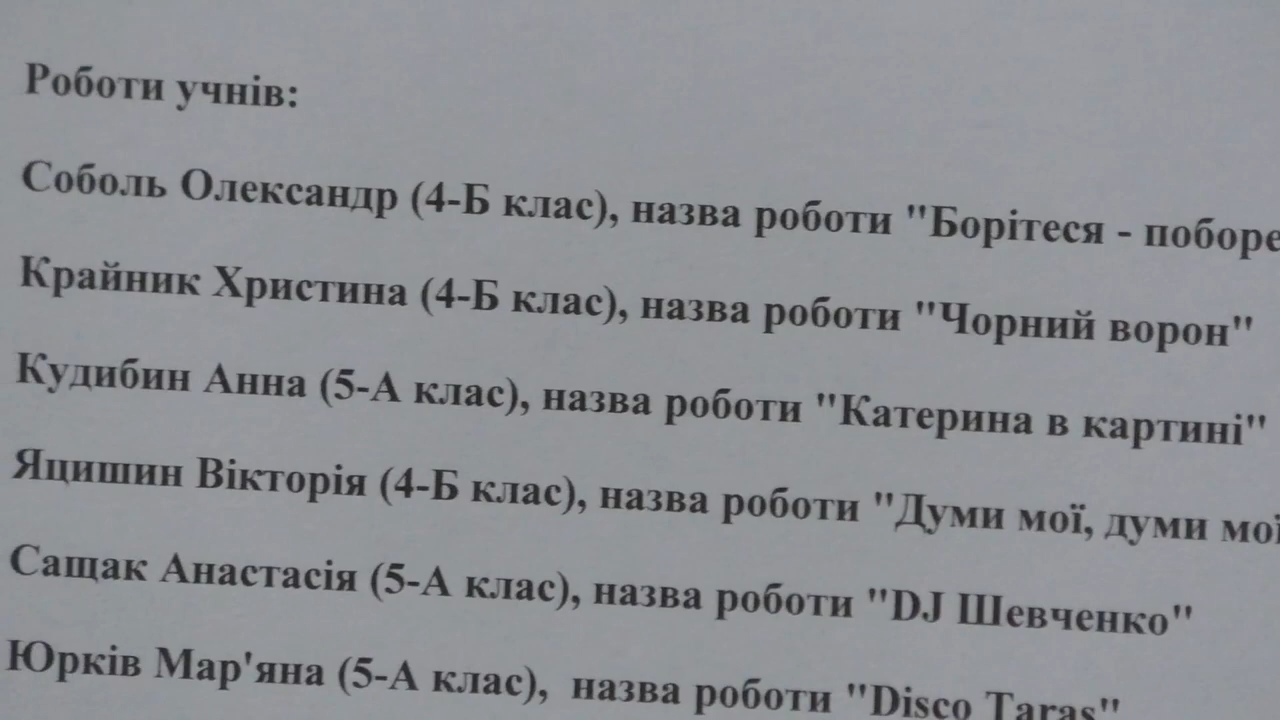 Роботи учнів:
Соболь Олександр (4-Б клас), назва роботи "Борітеся - поборе
Крайник Христина (4-Б клас), назва роботи "Чорний ворон"
Кудибин Анна (5-А клас), назва роботи "Катерина в картині"
Яцишин Вікторія (4-Б клас), назва роботи "Думи мої, думи мої
Сащак Анастасія (5-А клас), назва роботи "DJ Шевченко"
Юрків Мар'яна (5-А клас), назва роботи "Disco Taras"